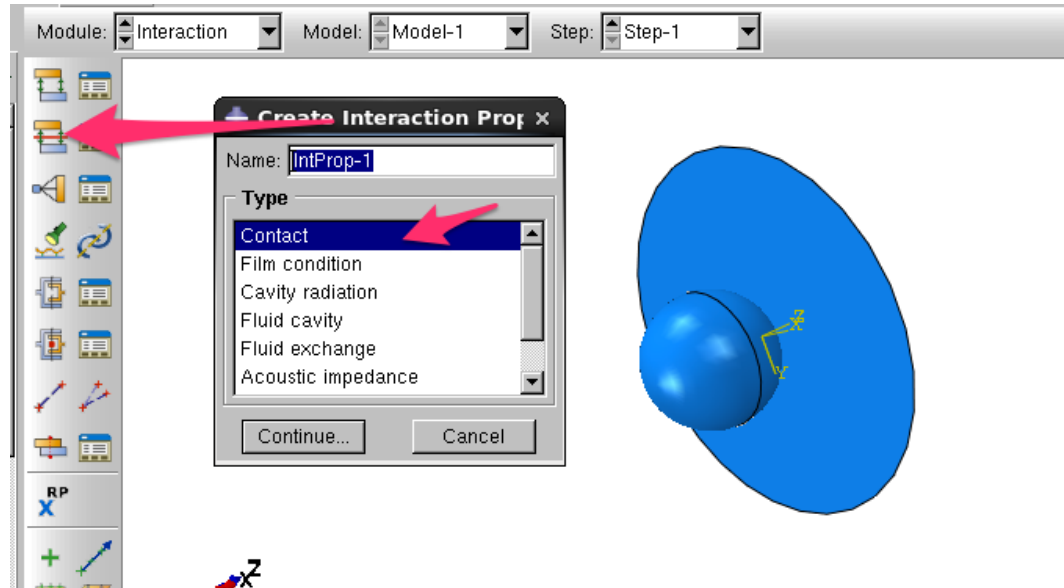 Module: Interaction Model: Model-1 Step: Step-1
Create Interaction Prop
Name: IntProp-1
Type
Contact
Film condition
Cavity radiation
Fluid cavity
Fluid exchange
Acoustic impedance
Continue... Cancel
RP
X
Z
X
Y
Z
X